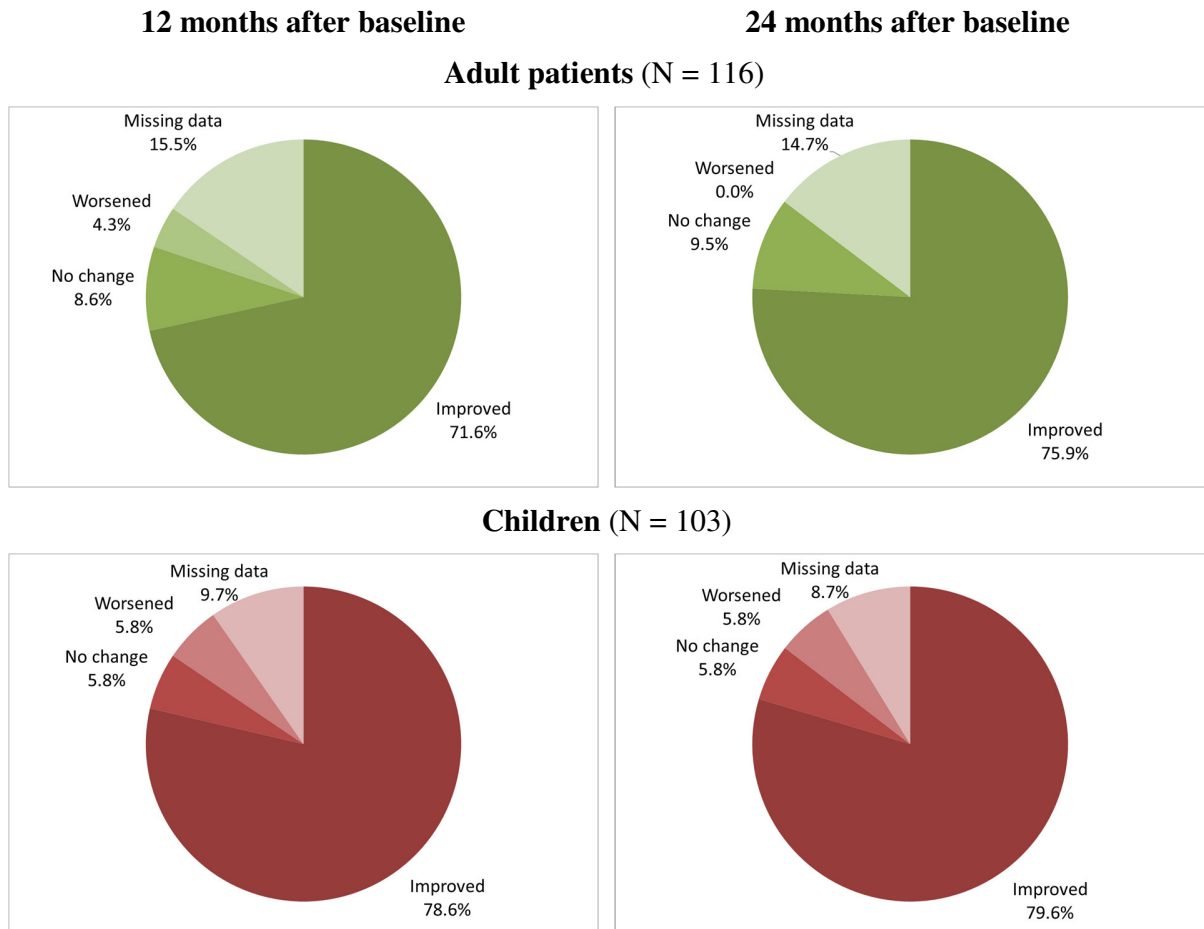 12 months after baseline
24 months after baseline
Adult patients (N = 116)
Missing data
15.5%
Worsened
4.3%
No change
8.6%
Improved
71.6%
Missing data
14.7%
Worsened
0.0%
No change
9.5%
Improved
75.9%
Children (N = 103)
Missing data
9.7%
Worsened
5.8%
No change
5.8%
Improved
78.6%
Missing data
8.7%
Worsened
5.8%
No change
5.8%
Improved
79.6%